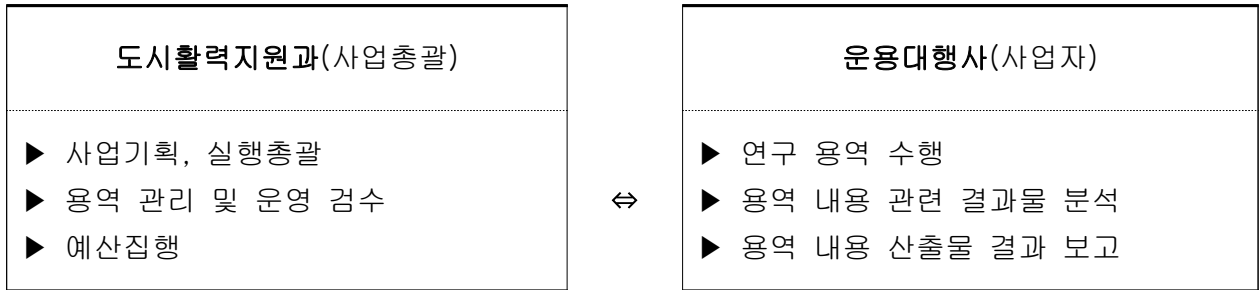 도시활력지원과(사업총괄)
▶ 사업기획, 실행총괄
▶ 용역 관리 및 운영 검수
▶ 예산집행
⇔
운용대행사(사업자)
▶ 연구 용역 수행
▶ 용역 내용 관련 결과물 분석
▶ 용역 내용 산출물 결과 보고